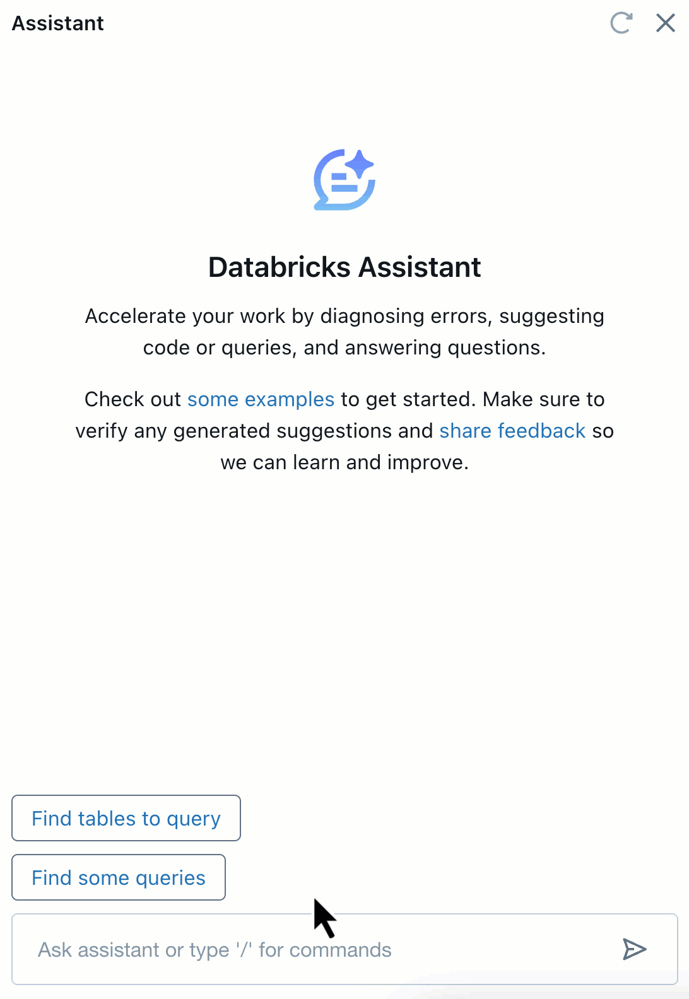 Assistant
Databricks Assistant
Accelerate your work by diagnosing errors, suggesting
code or queries, and answering questions.
Check out some examples to get started. Make sure to
verify any generated suggestions and share feedback so
we can learn and improve.
Find tables to query
Find some queries
Ask assistant or type '/' for commands